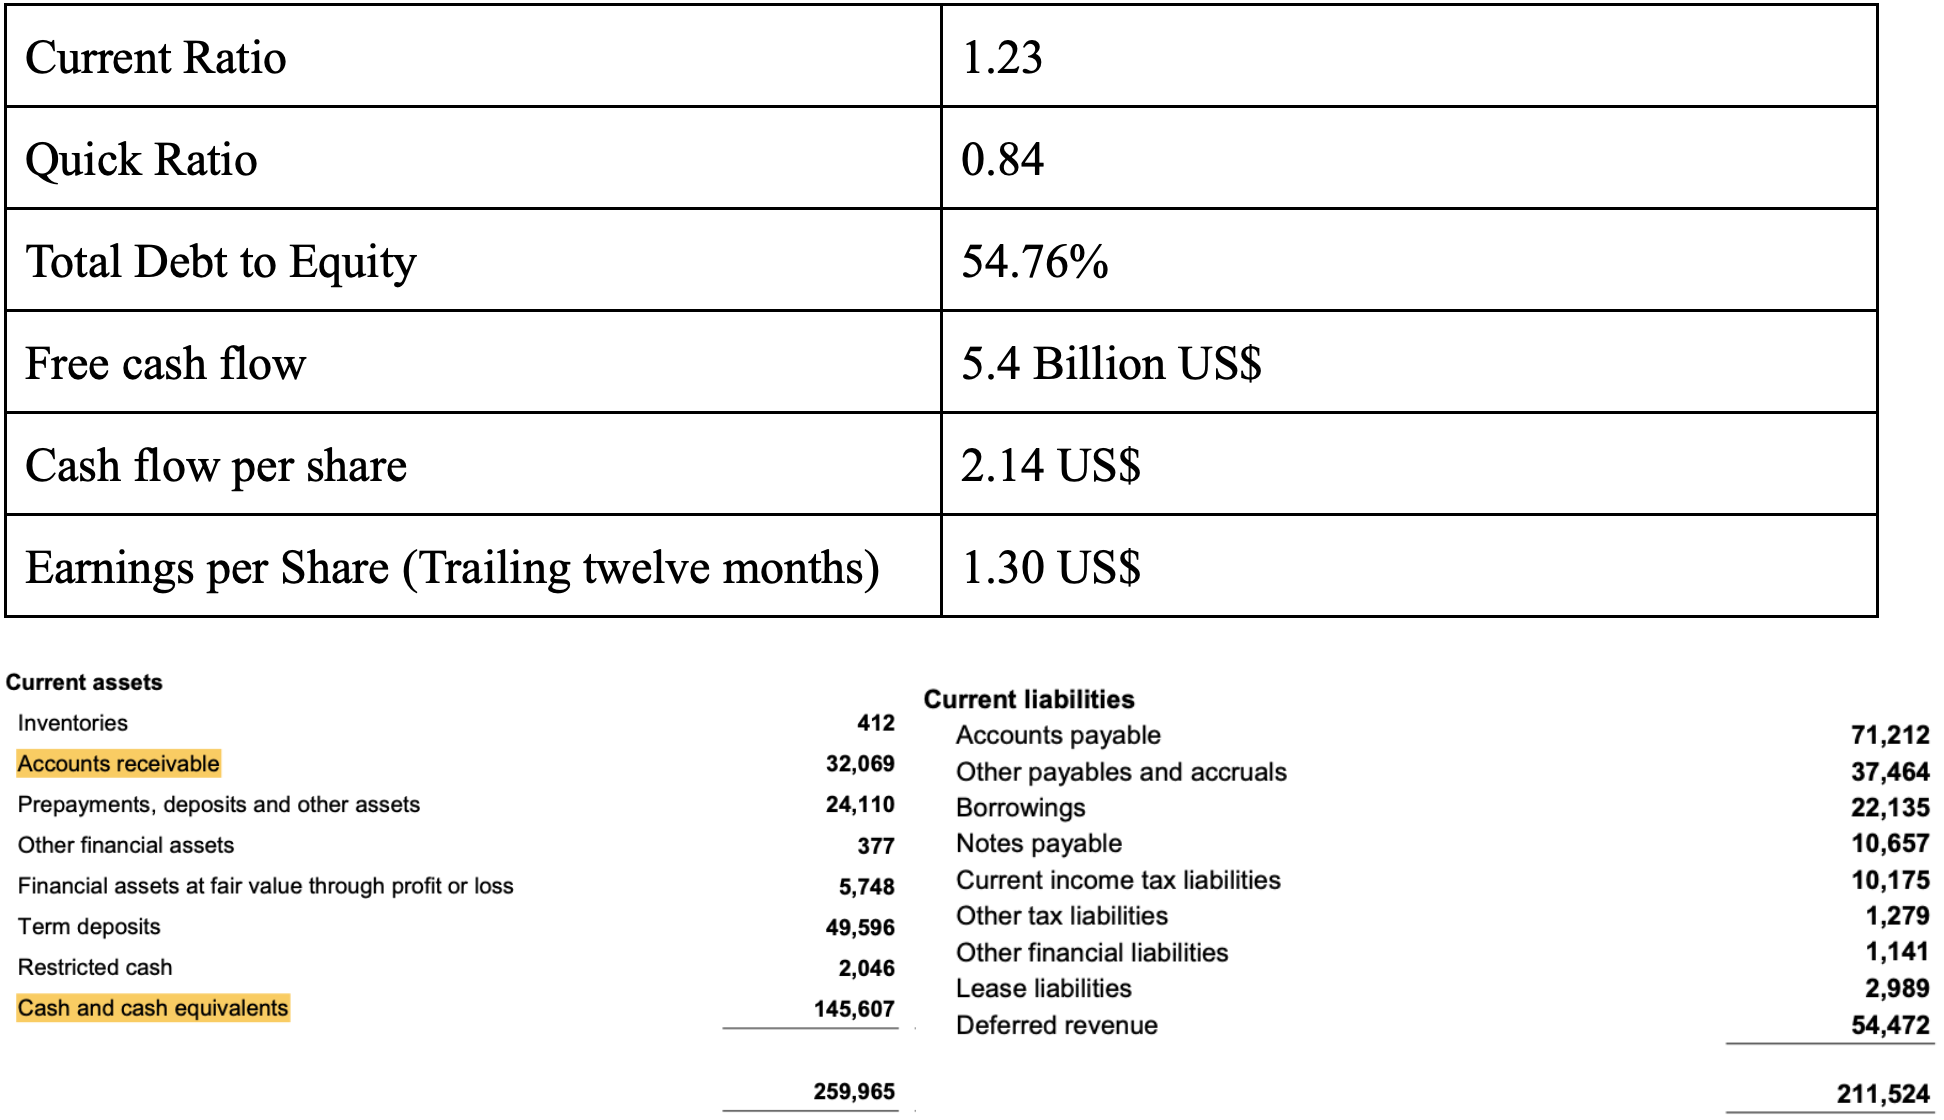 Current Ratio 1.23
Quick Ratio 0.84
Total Debt to Equity 54.76%
Free cash flow 5.4 Billion US$
Cash flow per share 2.14 US$
Earnings per Share (Trailing twelve months) 1.30 US$
Current assets
Inventories 412
Accounts receivable 32,069
Prepayments, deposits and other assets 24,110
Other financial assets 377
Financial assets at fair value through profit or loss 5,748
Term deposits 49,596
Restricted cash 2,046
Cash and cash equivalents 145,607
259,965
Current liabilities
Accounts payable 71,212
Other payables and accruals 37,464
Borrowings 22,135
Notes payable 10,657
Current income tax liabilities 10,175
Other tax liabilities 1,279
Other financial liabilities 1,141
Lease liabilities 2,989
Deferred revenue 54,472
211,524